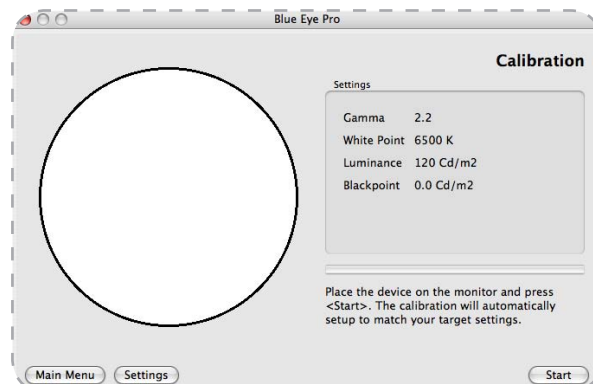 Blue Eye Pro
Calibration
Settings
Gamma 2.2
White Point 6500 K
Luminance 120 Cd/m2
Blackpoint 0.0 Cd/m2
Place the device on the monitor and press
<Start>. The calibration will automatically
setup to match your target settings.
Main Menu Settings Start